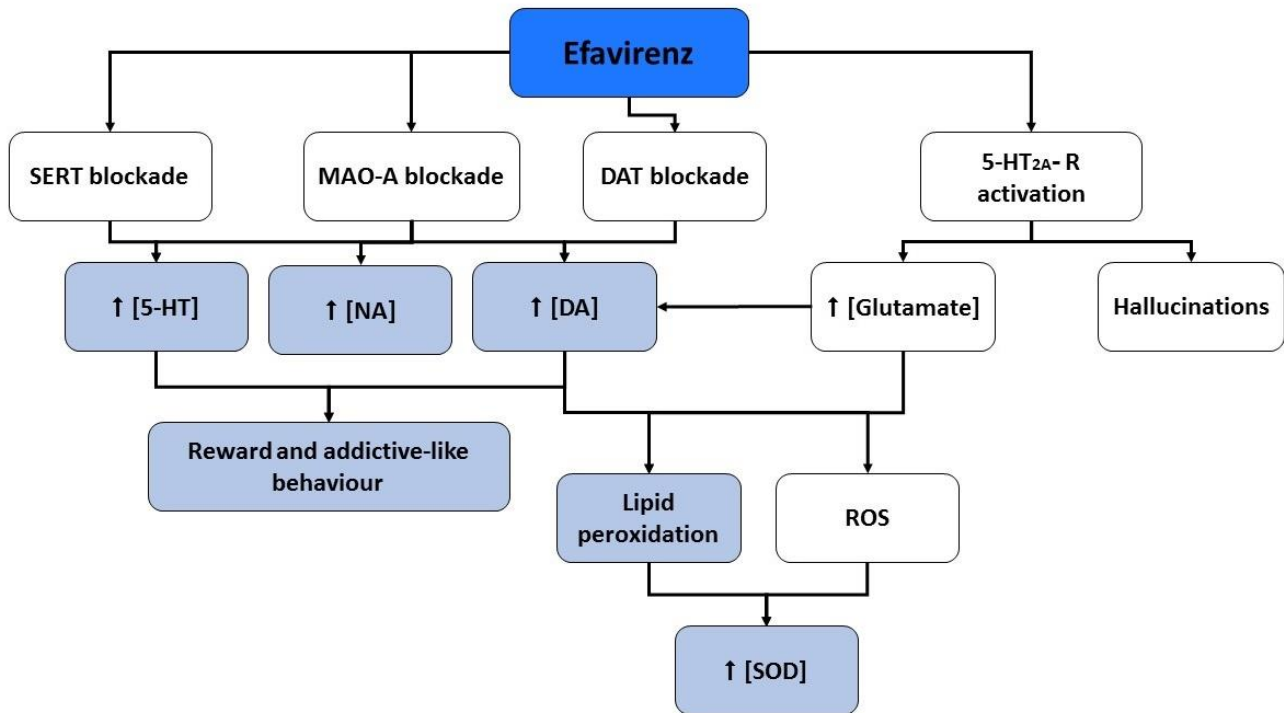 Efavirenz
SERT blockade
MAO-A blockade
DAT blockade
5-HT2A- R
activation
↑ [5-HT]
↑ [NA]
↑ [DA]
↑ [Glutamate]
Hallucinations
Reward and addictive-like
behaviour
Lipid
peroxidation
ROS
↑ [SOD]